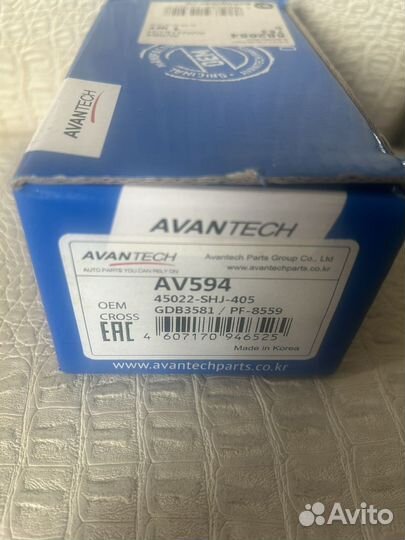 AVANTECH
OEM
ORIGINAL
AVANTECH
AVANTECH
AUTO PARTS YOU CAN RELY ON
Avantech Parts Group Co., Ltd
www.avantechparts.co.kr
AV594
OEM 45022-SHJ-405
CROSS GDB3581 / PF-8559
EAC
4 607170 946525
Made in Korea
www.avantechparts.co.kr
Avito